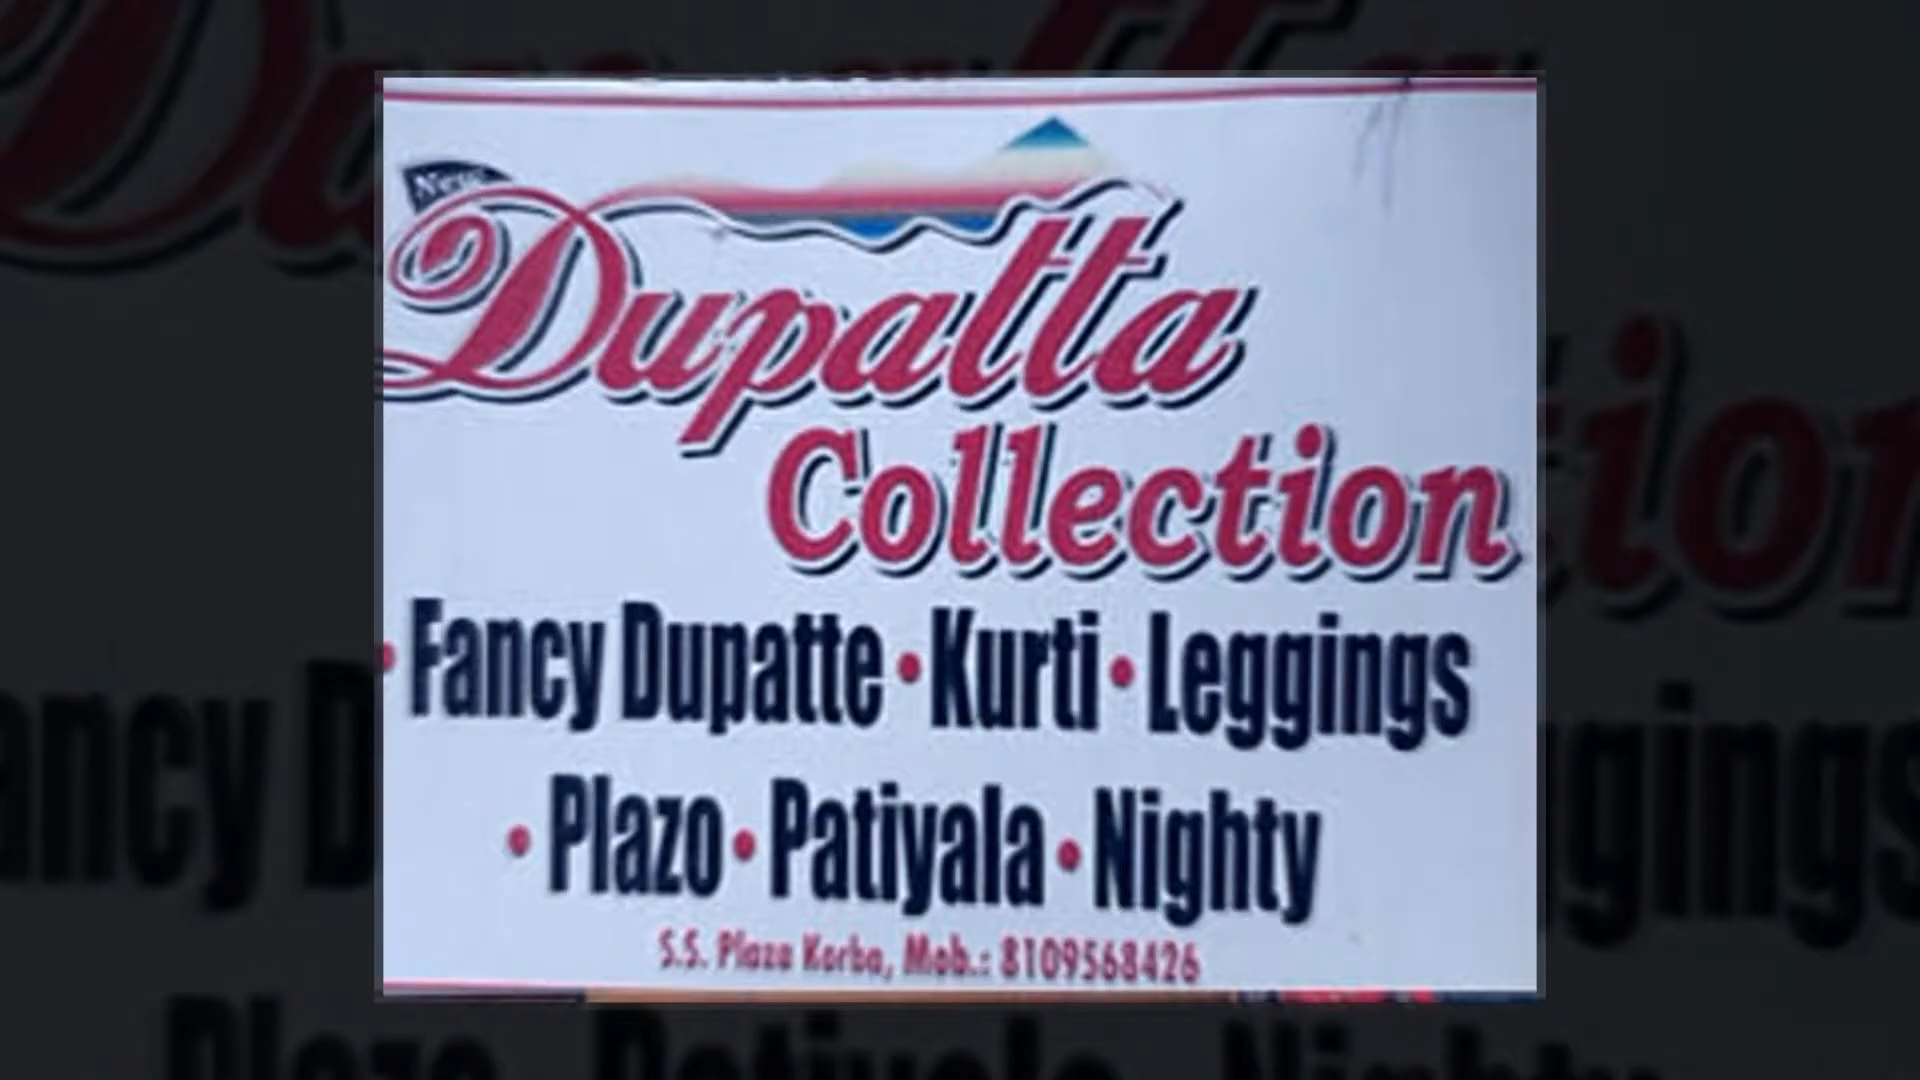 New
Dupatta
Collection
• Fancy Dupatte • Kurti • Leggings
• Plazo • Patiyala • Nighty
S.S. Plaza Korba, Mob.: 8109568426